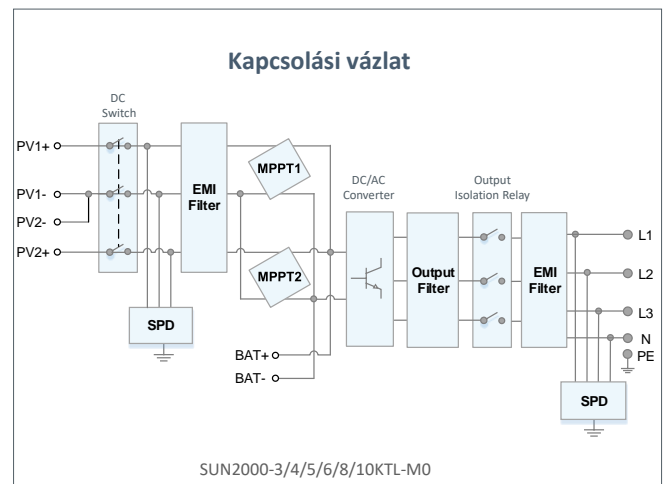 Kapcsolási vázlat
DC
Switch
PV1+
PV1-
PV2-
PV2+
EMI
Filter
SPD
MPPT1
MPPT2
BAT+
BAT-
DC/AC
Converter
Output
Filter
Output
Isolation Relay
EMI
Filter
L1
L2
L3
N
PE
SPD
SUN2000-3/4/5/6/8/10KTL-M0